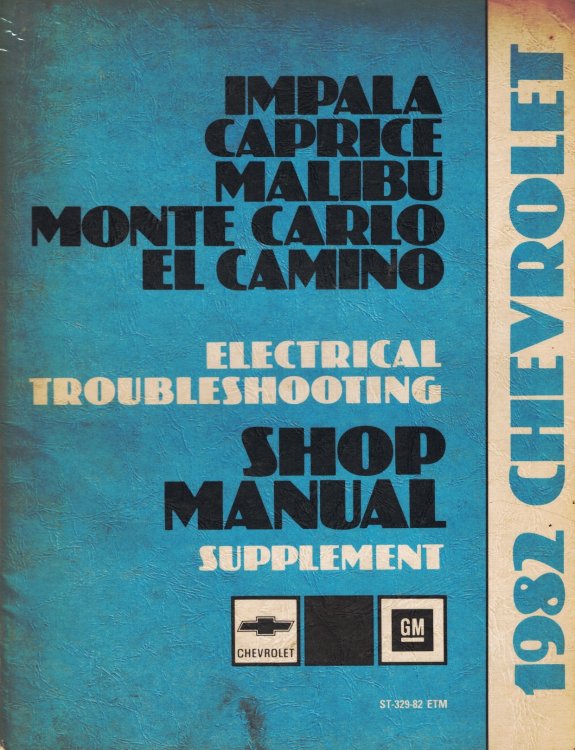 IMPALA
CAPRICE
MALIBU
MONTE CARLO
EL CAMINO
ELECTRICAL
TROUBLESHOOTING
SHOP
MANUAL
SUPPLEMENT
CHEVROLET
GM
ST-329-82 ETM
1982 CHEVROLET